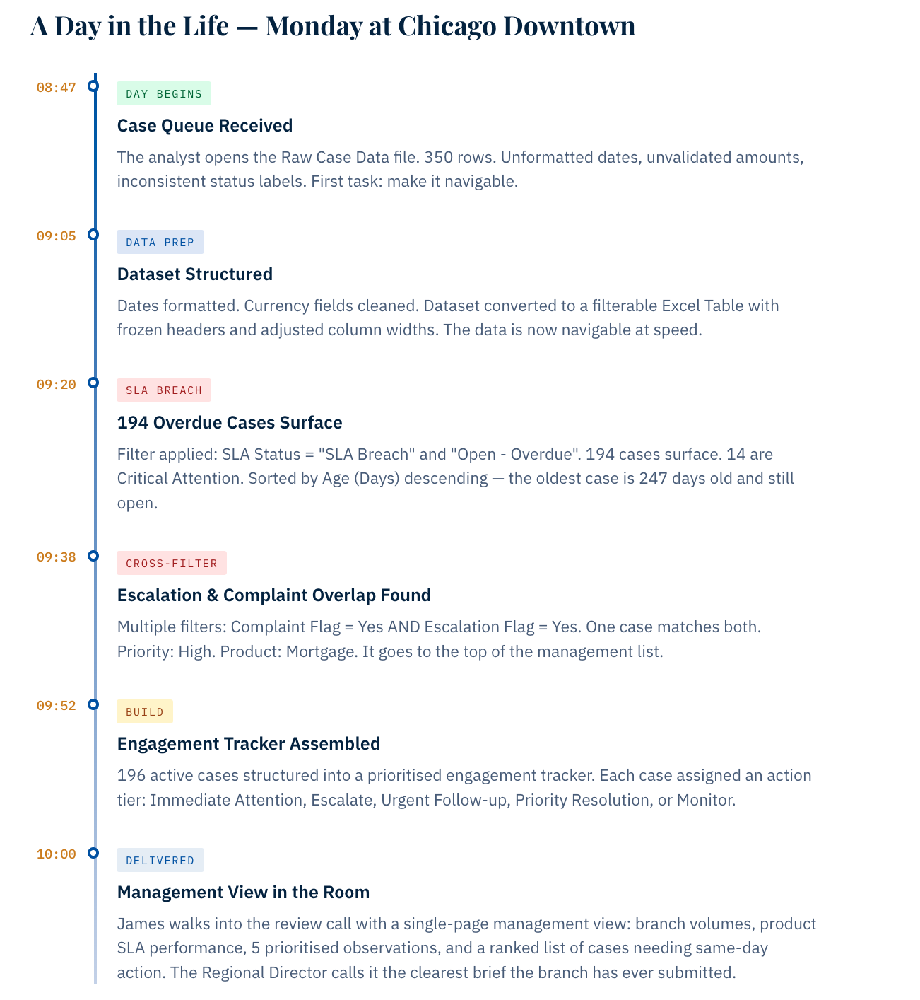 A Day in the Life — Monday at Chicago Downtown
08:47
DAY BEGINS
Case Queue Received
The analyst opens the Raw Case Data file. 350 rows. Unformatted dates, unvalidated amounts,
inconsistent status labels. First task: make it navigable.
09:05
DATA PREP
Dataset Structured
Dates formatted. Currency fields cleaned. Dataset converted to a filterable Excel Table with
frozen headers and adjusted column widths. The data is now navigable at speed.
09:20
SLA BREACH
194 Overdue Cases Surface
Filter applied: SLA Status = "SLA Breach" and "Open - Overdue". 194 cases surface. 14 are
Critical Attention. Sorted by Age (Days) descending — the oldest case is 247 days old and still
open.
09:38
CROSS-FILTER
Escalation & Complaint Overlap Found
Multiple filters: Complaint Flag = Yes AND Escalation Flag = Yes. One case matches both.
Priority: High. Product: Mortgage. It goes to the top of the management list.
09:52
BUILD
Engagement Tracker Assembled
196 active cases structured into a prioritised engagement tracker. Each case assigned an action
tier: Immediate Attention, Escalate, Urgent Follow-up, Priority Resolution, or Monitor.
10:00
DELIVERED
Management View in the Room
James walks into the review call with a single-page management view: branch volumes, product
SLA performance, 5 prioritised observations, and a ranked list of cases needing same-day
action. The Regional Director calls it the clearest brief the branch has ever submitted.